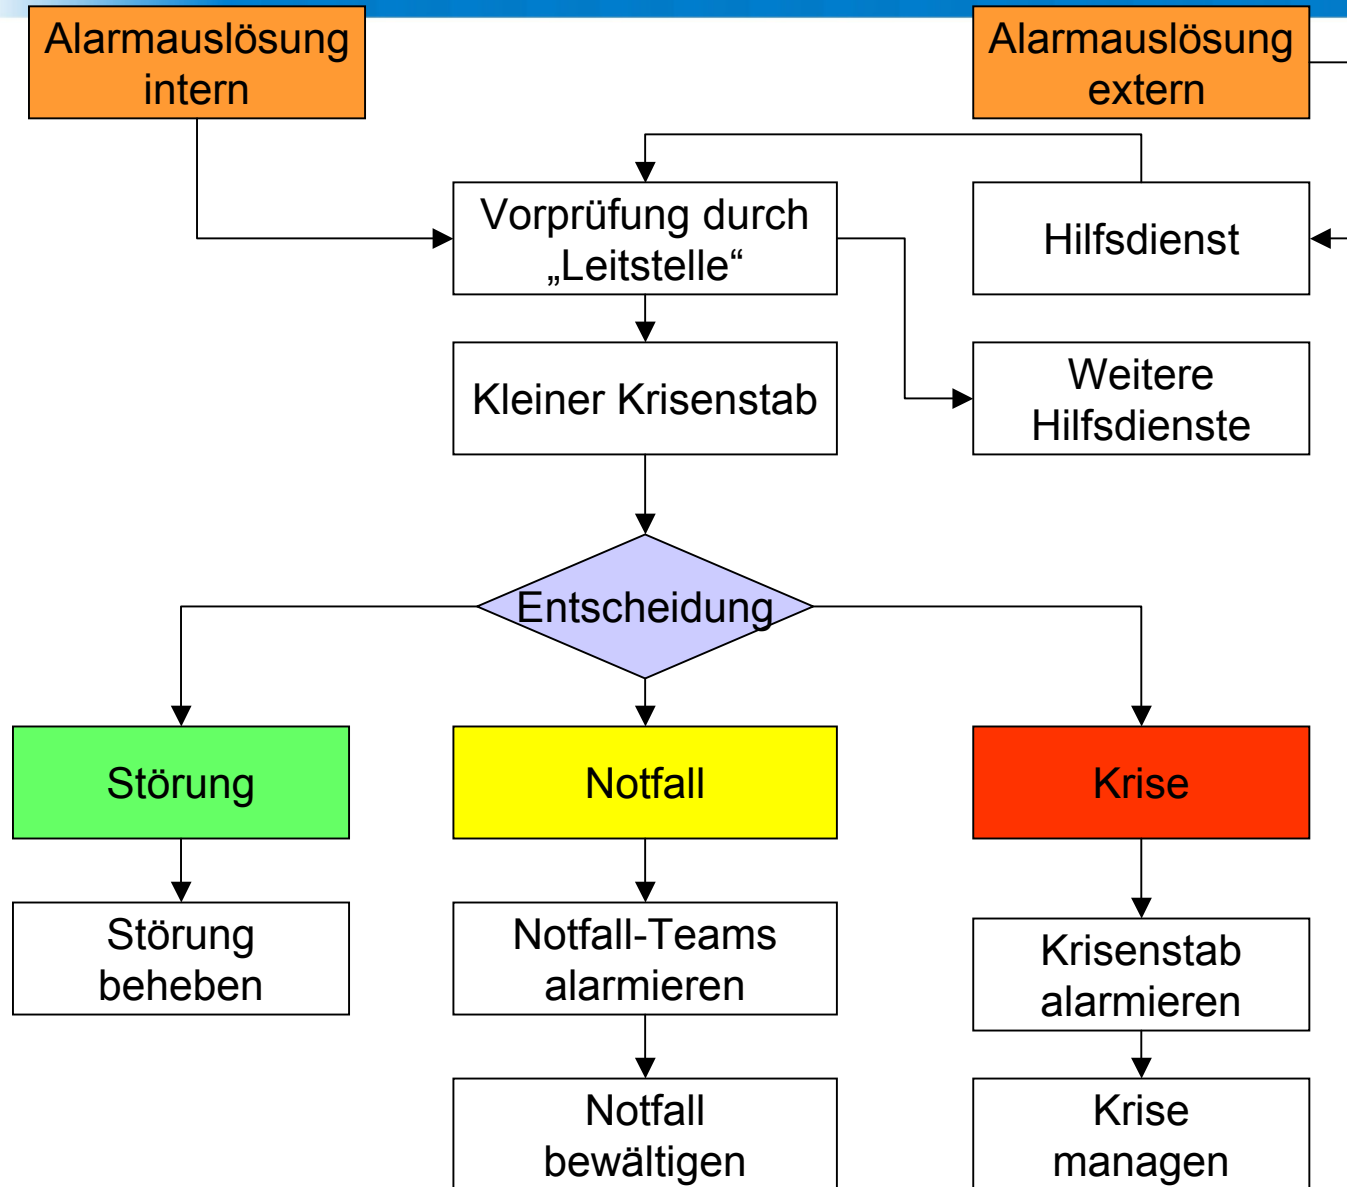 Alarmauslösung
intern
Alarmauslösung
extern
Vorprüfung durch
„Leitstelle“
Hilfsdienst
Kleiner Krisenstab
Weitere
Hilfsdienste
Entscheidung
Störung
Notfall
Krise
Störung
beheben
Notfall-Teams
alarmieren
Krisenstab
alarmieren
Notfall
bewältigen
Krise
managen